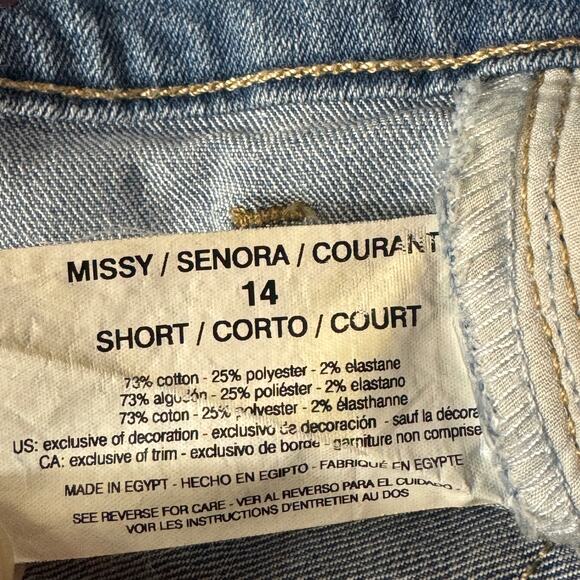 MISSY / SENORA / COURANT
14
SHORT / CORTO / COURT
73% cotton - 25% polyester - 2% elastane
73% algodón - 25% poliéster - 2% elastano
73% coton - 25% polyester - 2% élasthanne
US: exclusive of decoration - exclusivo de decoración - sauf la décora
CA: exclusive of trim - exclusivo de borde - garniture non comprise
MADE IN EGYPT - HECHO EN EGIPTO - FABRIQUÉ EN EGYPTE
SEE REVERSE FOR CARE - VER AL REVERSO PARA EL CUIDADO -
VOIR LES INSTRUCTIONS D'ENTRETIEN AU DOS